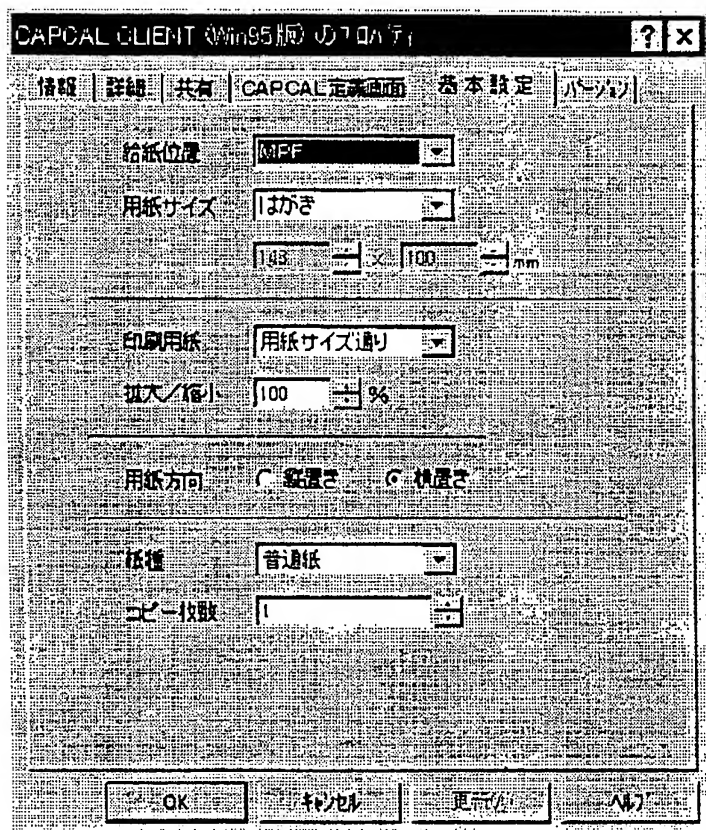 CAPCAL CLIENT (Win95版) のプロパティ
情報 詳細 共有 CAPCAL定義画面 基本設定 バージョン
給紙位置 MPF
用紙サイズ はがき
148 × 100 mm
印刷用紙 用紙サイズ通り
拡大／縮小 100 %
用紙方向 縦置き 横置き
紙種 普通紙
コピー枚数 1
OK キャンセル ヘルプ